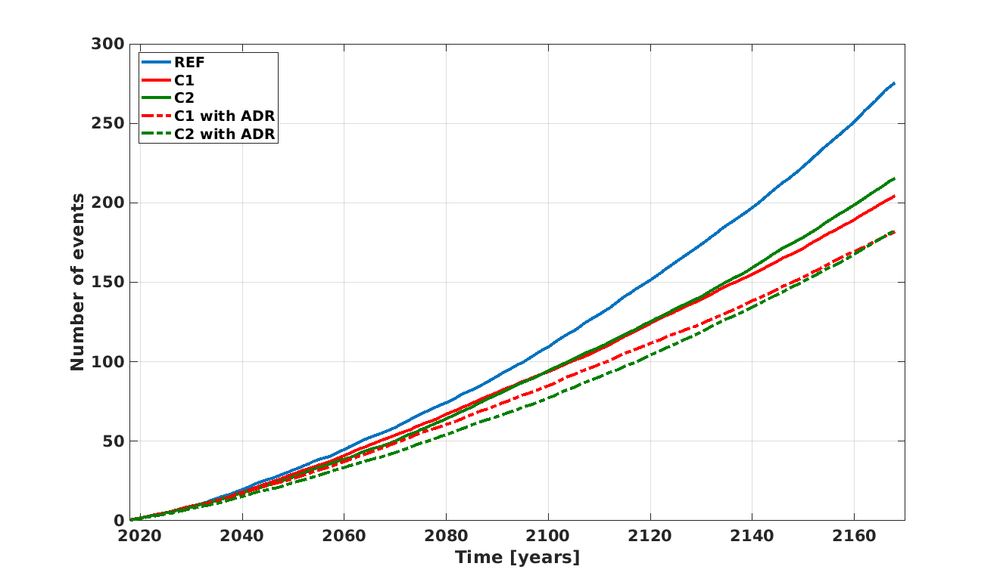 300
250
200
150
100
50
0
Number of events
REF
C1
C2
C1 with ADR
C2 with ADR
2020 2040 2060 2080 2100 2120 2140 2160
Time [years]